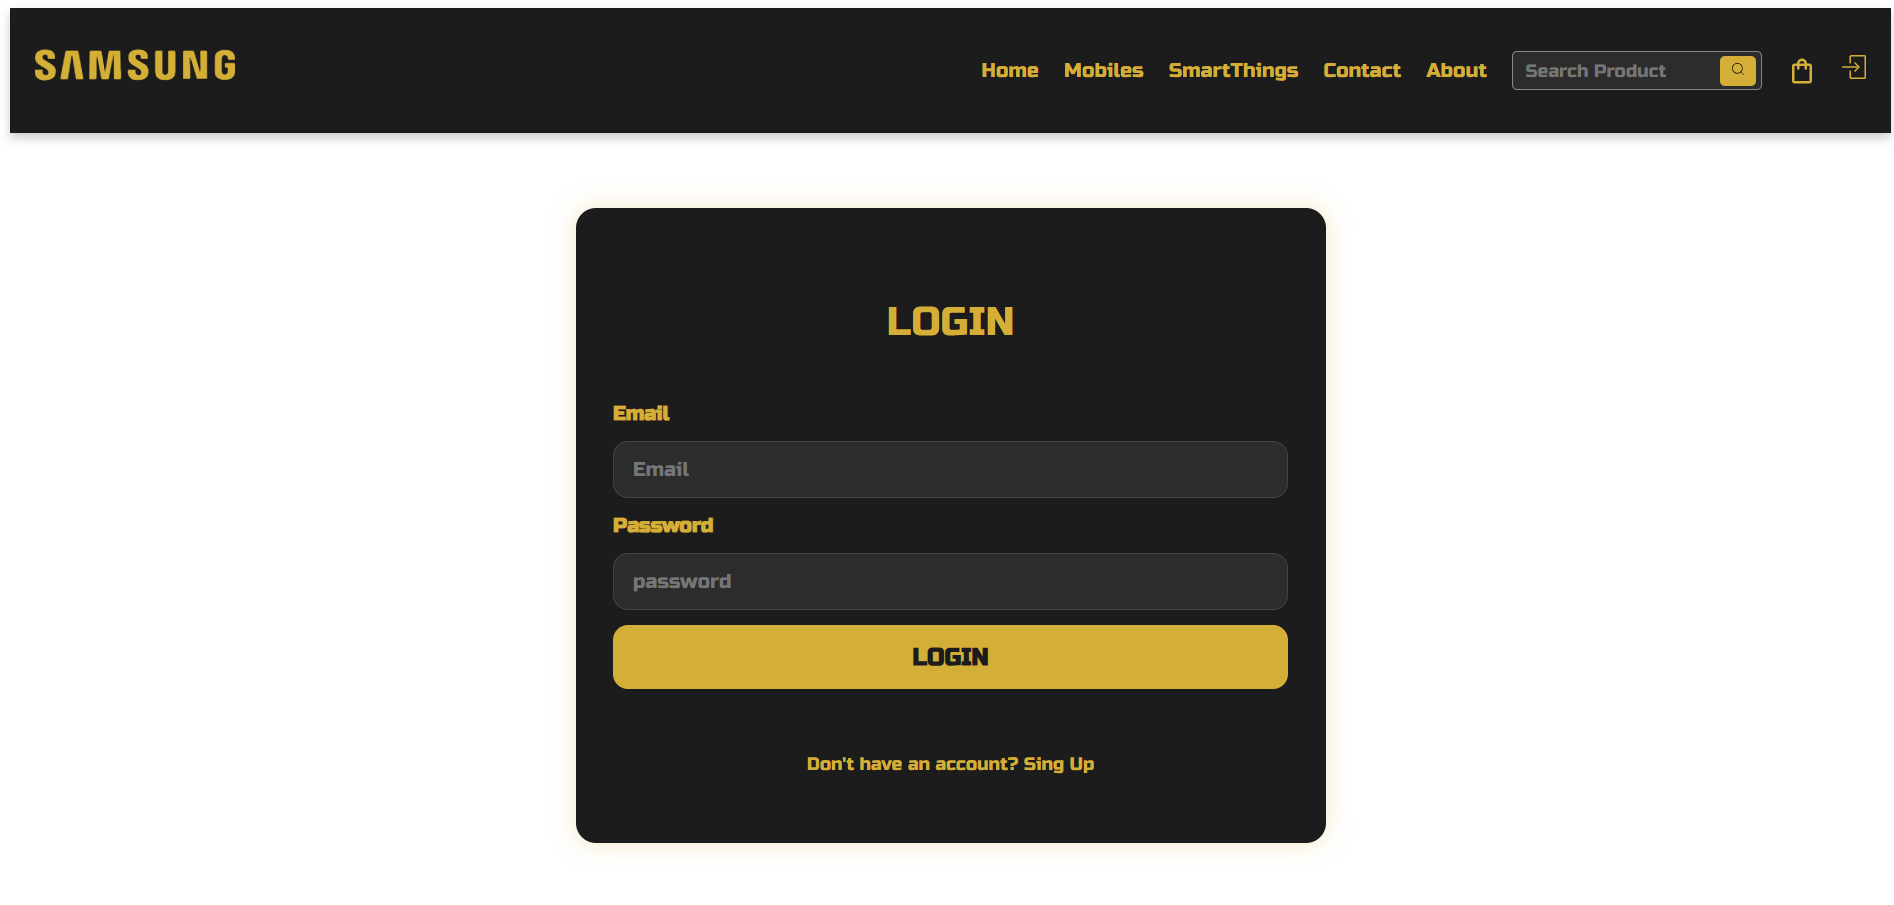 SAMSUNG
Home Mobiles SmartThings Contact About Search Product
LOGIN
Email
Email
Password
password
LOGIN
Don't have an account? Sing Up